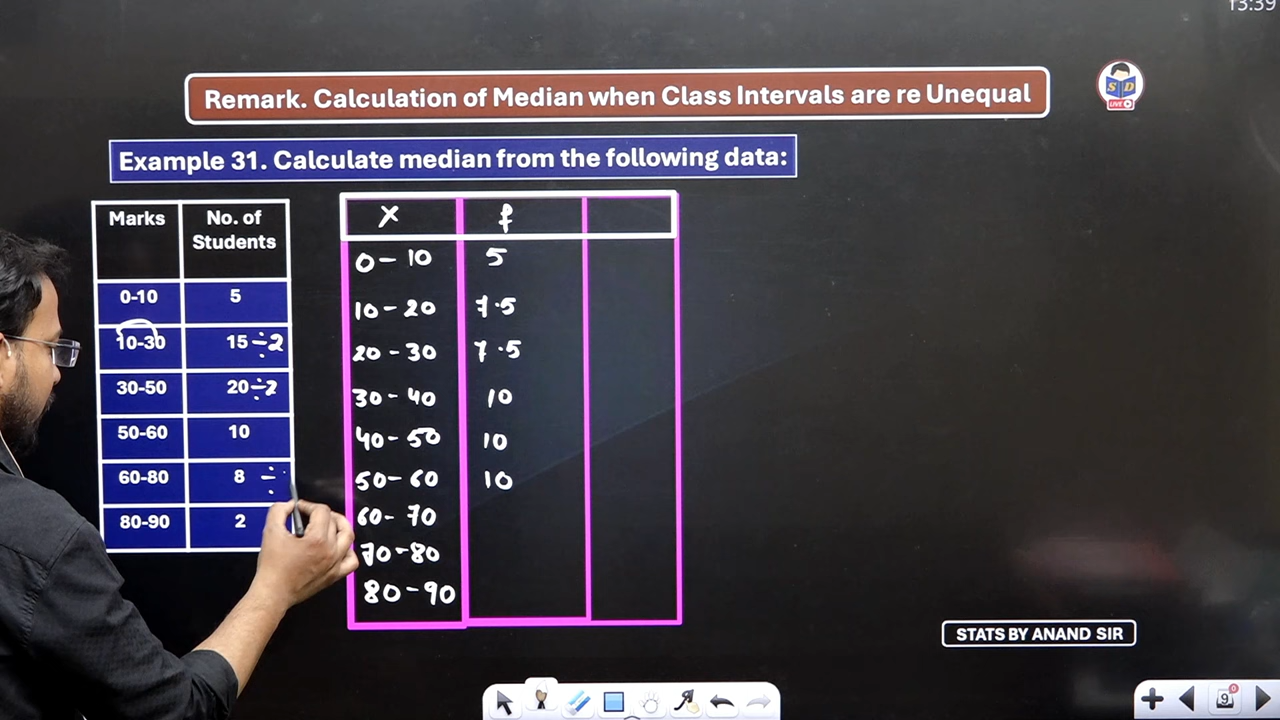 13:39
Remark. Calculation of Median when Class Intervals are re Unequal
S D
LIVE
Example 31. Calculate median from the following data:
Marks No. of Students
0-10 5
10-30 15 ÷ 2
30-50 20 ÷ 2
50-60 10
60-80 8 ÷
80-90 2
X f
0 - 10 5
10 - 20 7.5
20 - 30 7.5
30 - 40 10
40 - 50 10
50 - 60 10
60 - 70
70 - 80
80 - 90
STATS BY ANAND SIR
9